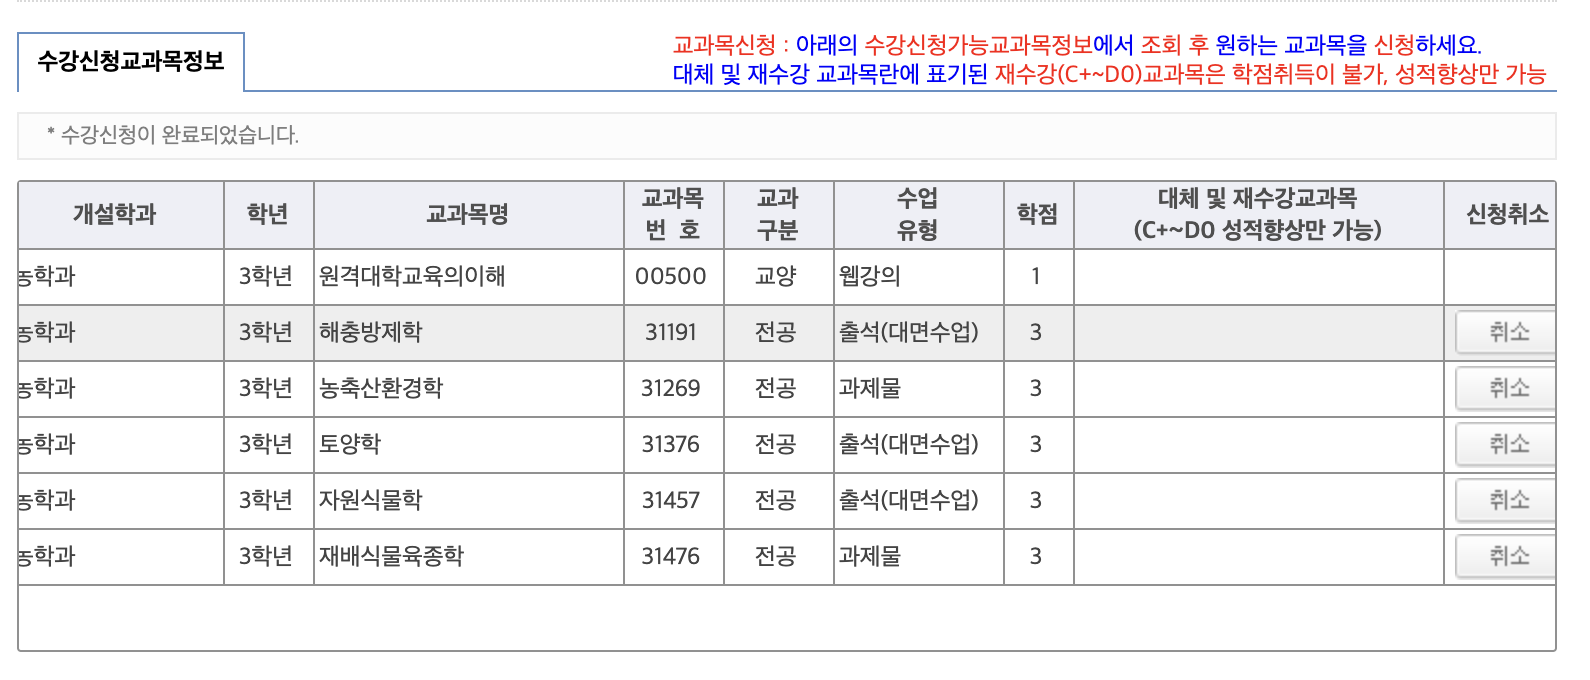 수강신청교과목정보
교과목신청 : 아래의 수강신청가능교과목정보에서 조회 후 원하는 교과목을 신청하세요.
대체 및 재수강 교과목란에 표기된 재수강(C+~D0)교과목은 학점취득이 불가, 성적향상만 가능
* 수강신청이 완료되었습니다.
개설학과 학년 교과목명 교과목 번 호 교과 구분 수업 유형 학점 대체 및 재수강교과목 (C+~D0 성적향상만 가능) 신청취소
농학과 3학년 원격대학교육의이해 00500 교양 웹강의 1
농학과 3학년 해충방제학 31191 전공 출석(대면수업) 3 취소
농학과 3학년 농축산환경학 31269 전공 과제물 3 취소
농학과 3학년 토양학 31376 전공 출석(대면수업) 3 취소
농학과 3학년 자원식물학 31457 전공 출석(대면수업) 3 취소
농학과 3학년 재배식물육종학 31476 전공 과제물 3 취소